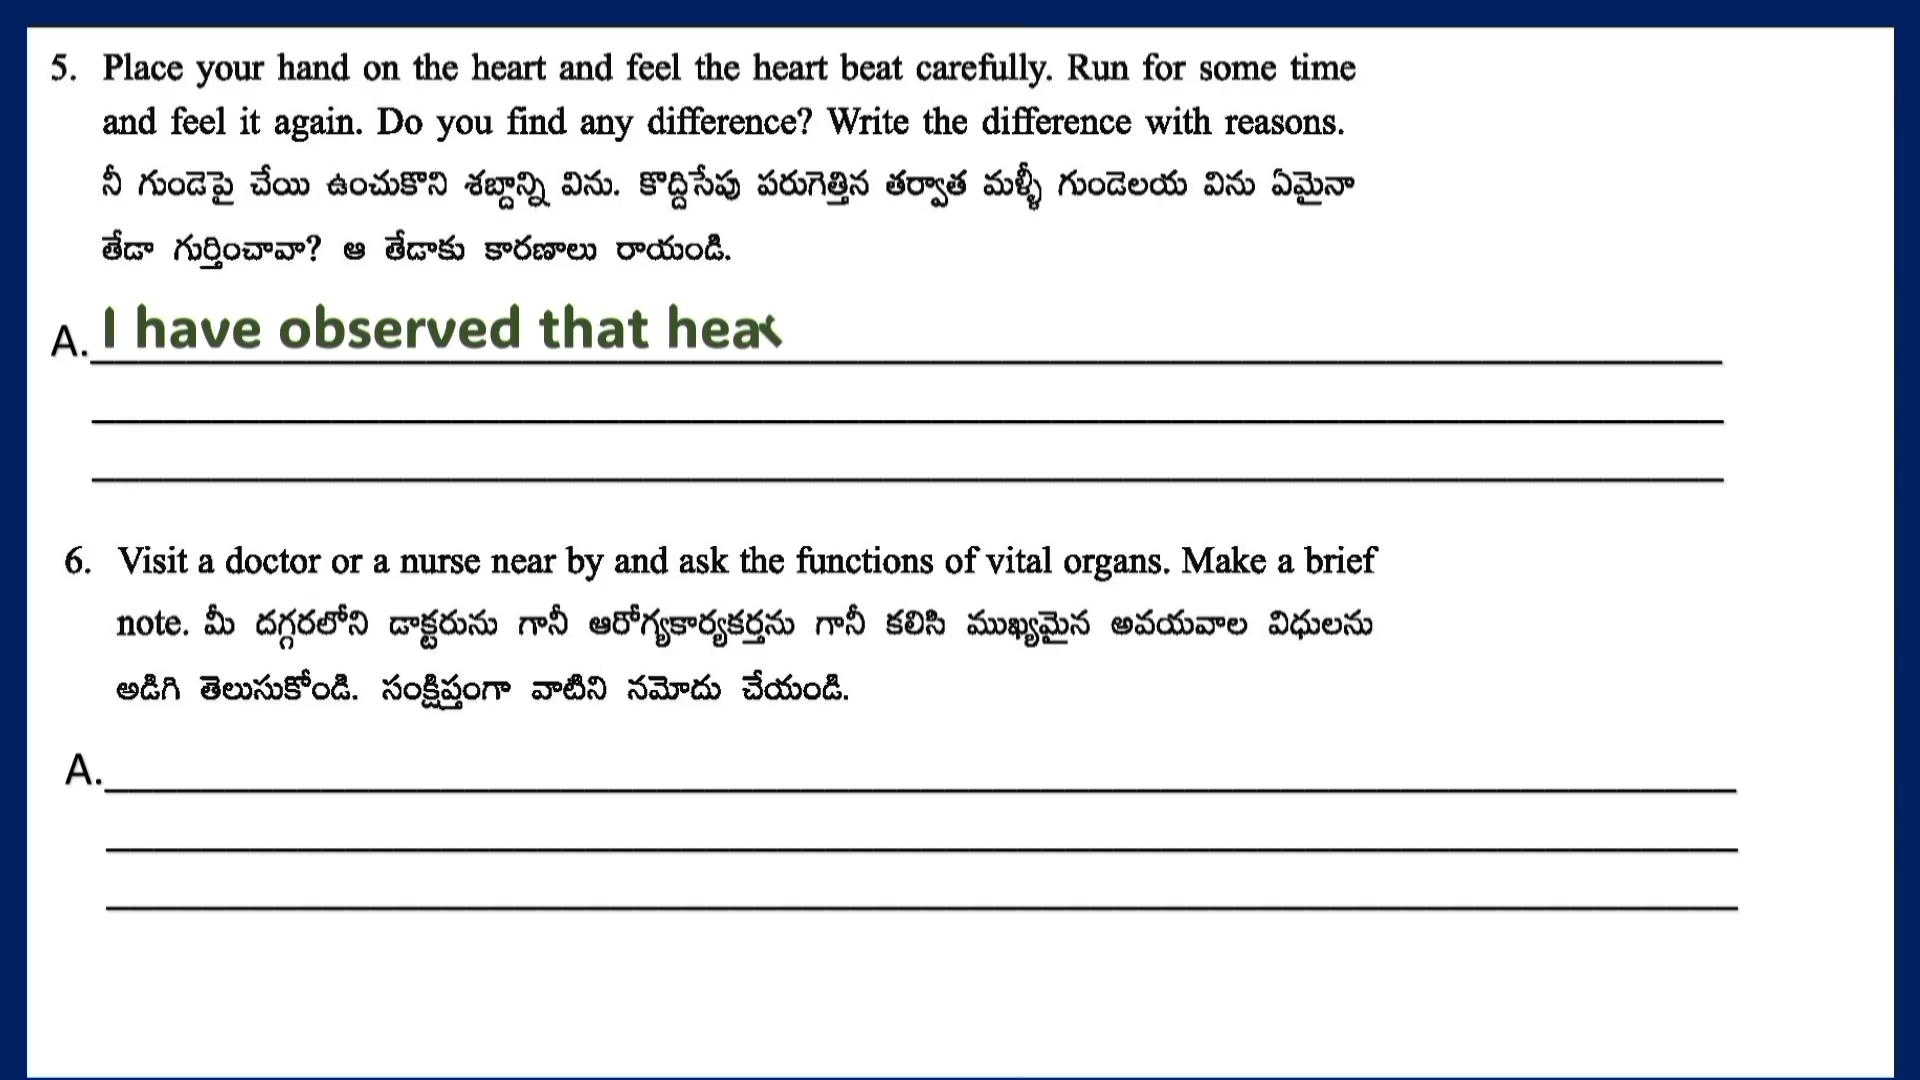 5. Place your hand on the heart and feel the heart beat carefully. Run for some time
and feel it again. Do you find any difference? Write the difference with reasons.
నీ గుండెపై చేయి ఉంచుకొని శబ్దాన్ని విను. కొద్దిసేపు పరుగెత్తిన తర్వాత మళ్ళీ గుండెలయ విను ఏమైనా
తేడా గుర్తించావా? ఆ తేడాకు కారణాలు రాయండి.
A. I have observed that hea
6. Visit a doctor or a nurse near by and ask the functions of vital organs. Make a brief
note. మీ దగ్గరలోని డాక్టరును గానీ ఆరోగ్యకార్యకర్తను గానీ కలిసి ముఖ్యమైన అవయవాల విధులను
అడిగి తెలుసుకోండి. సంక్షిప్తంగా వాటిని నమోదు చేయండి.
A.